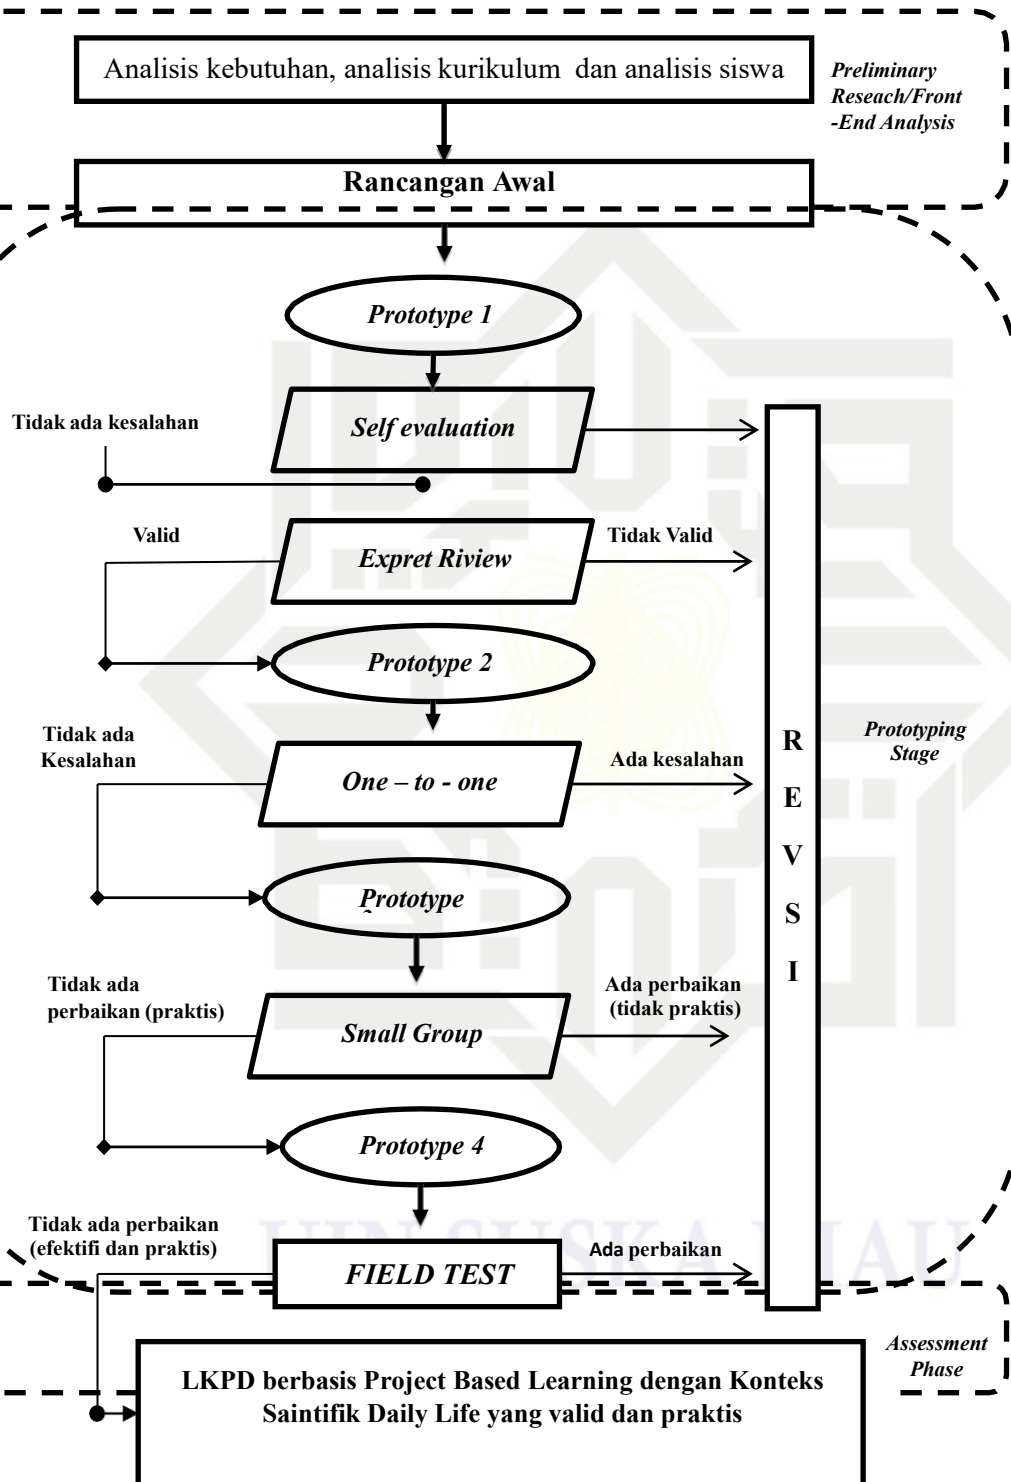 Analisis kebutuhan, analisis kurikulum dan analisis siswa
Preliminary
Reseach/Front
-End Analysis
Rancangan Awal
Prototype 1
Tidak ada kesalahan
Self evaluation
Valid
Expret Riview
Tidak Valid
Prototype 2
Tidak ada
Kesalahan
One – to - one
Ada kesalahan
R
E
V
S
I
Prototyping
Stage
Prototype
Tidak ada
perbaikan (praktis)
Small Group
Ada perbaikan
(tidak praktis)
Prototype 4
Tidak ada perbaikan
(efektifi dan praktis)
FIELD TEST
Ada perbaikan
UIN SUSKA RIAU
Assessment
Phase
LKPD berbasis Project Based Learning dengan Konteks
Saintifik Daily Life yang valid dan praktis